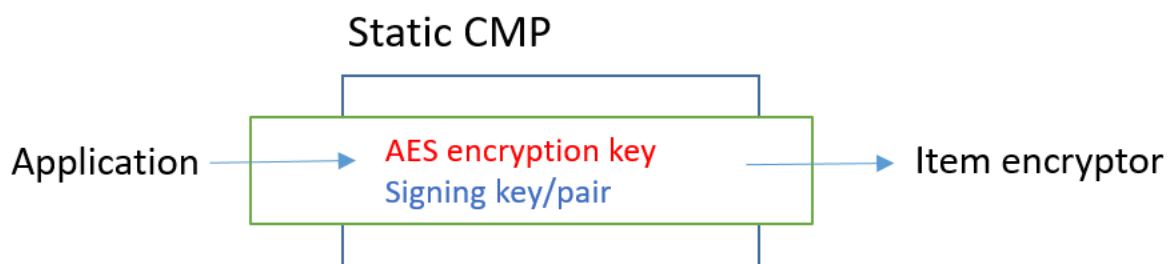 Static CMP
Application
AES encryption key
Signing key/pair
Item encryptor